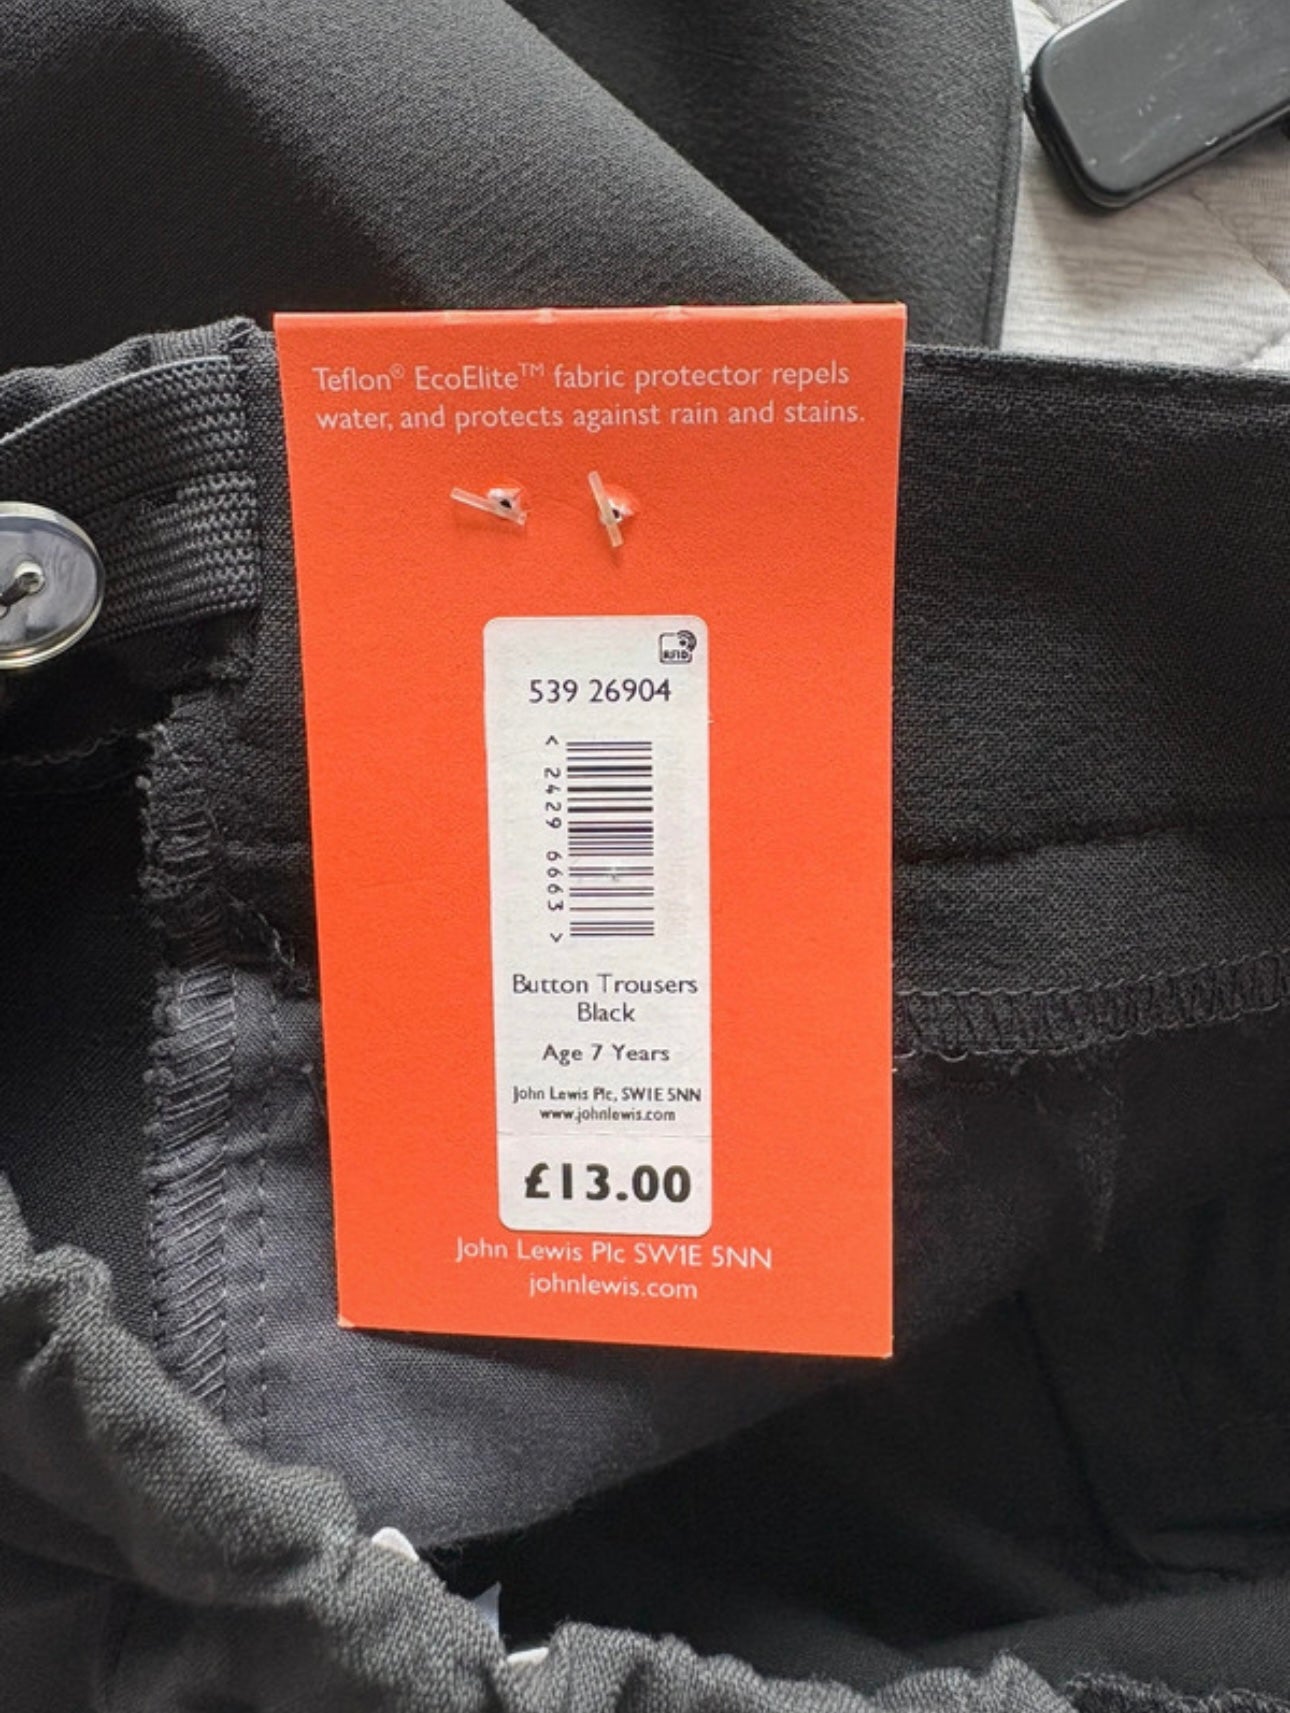 Teflon® EcoElite™ fabric protector repels
water, and protects against rain and stains.
RFID
539 26904
< 2429 6663 >
Button Trousers
Black
Age 7 Years
John Lewis Plc, SW1E 5NN
www.johnlewis.com
£13.00
John Lewis Plc SW1E 5NN
johnlewis.com